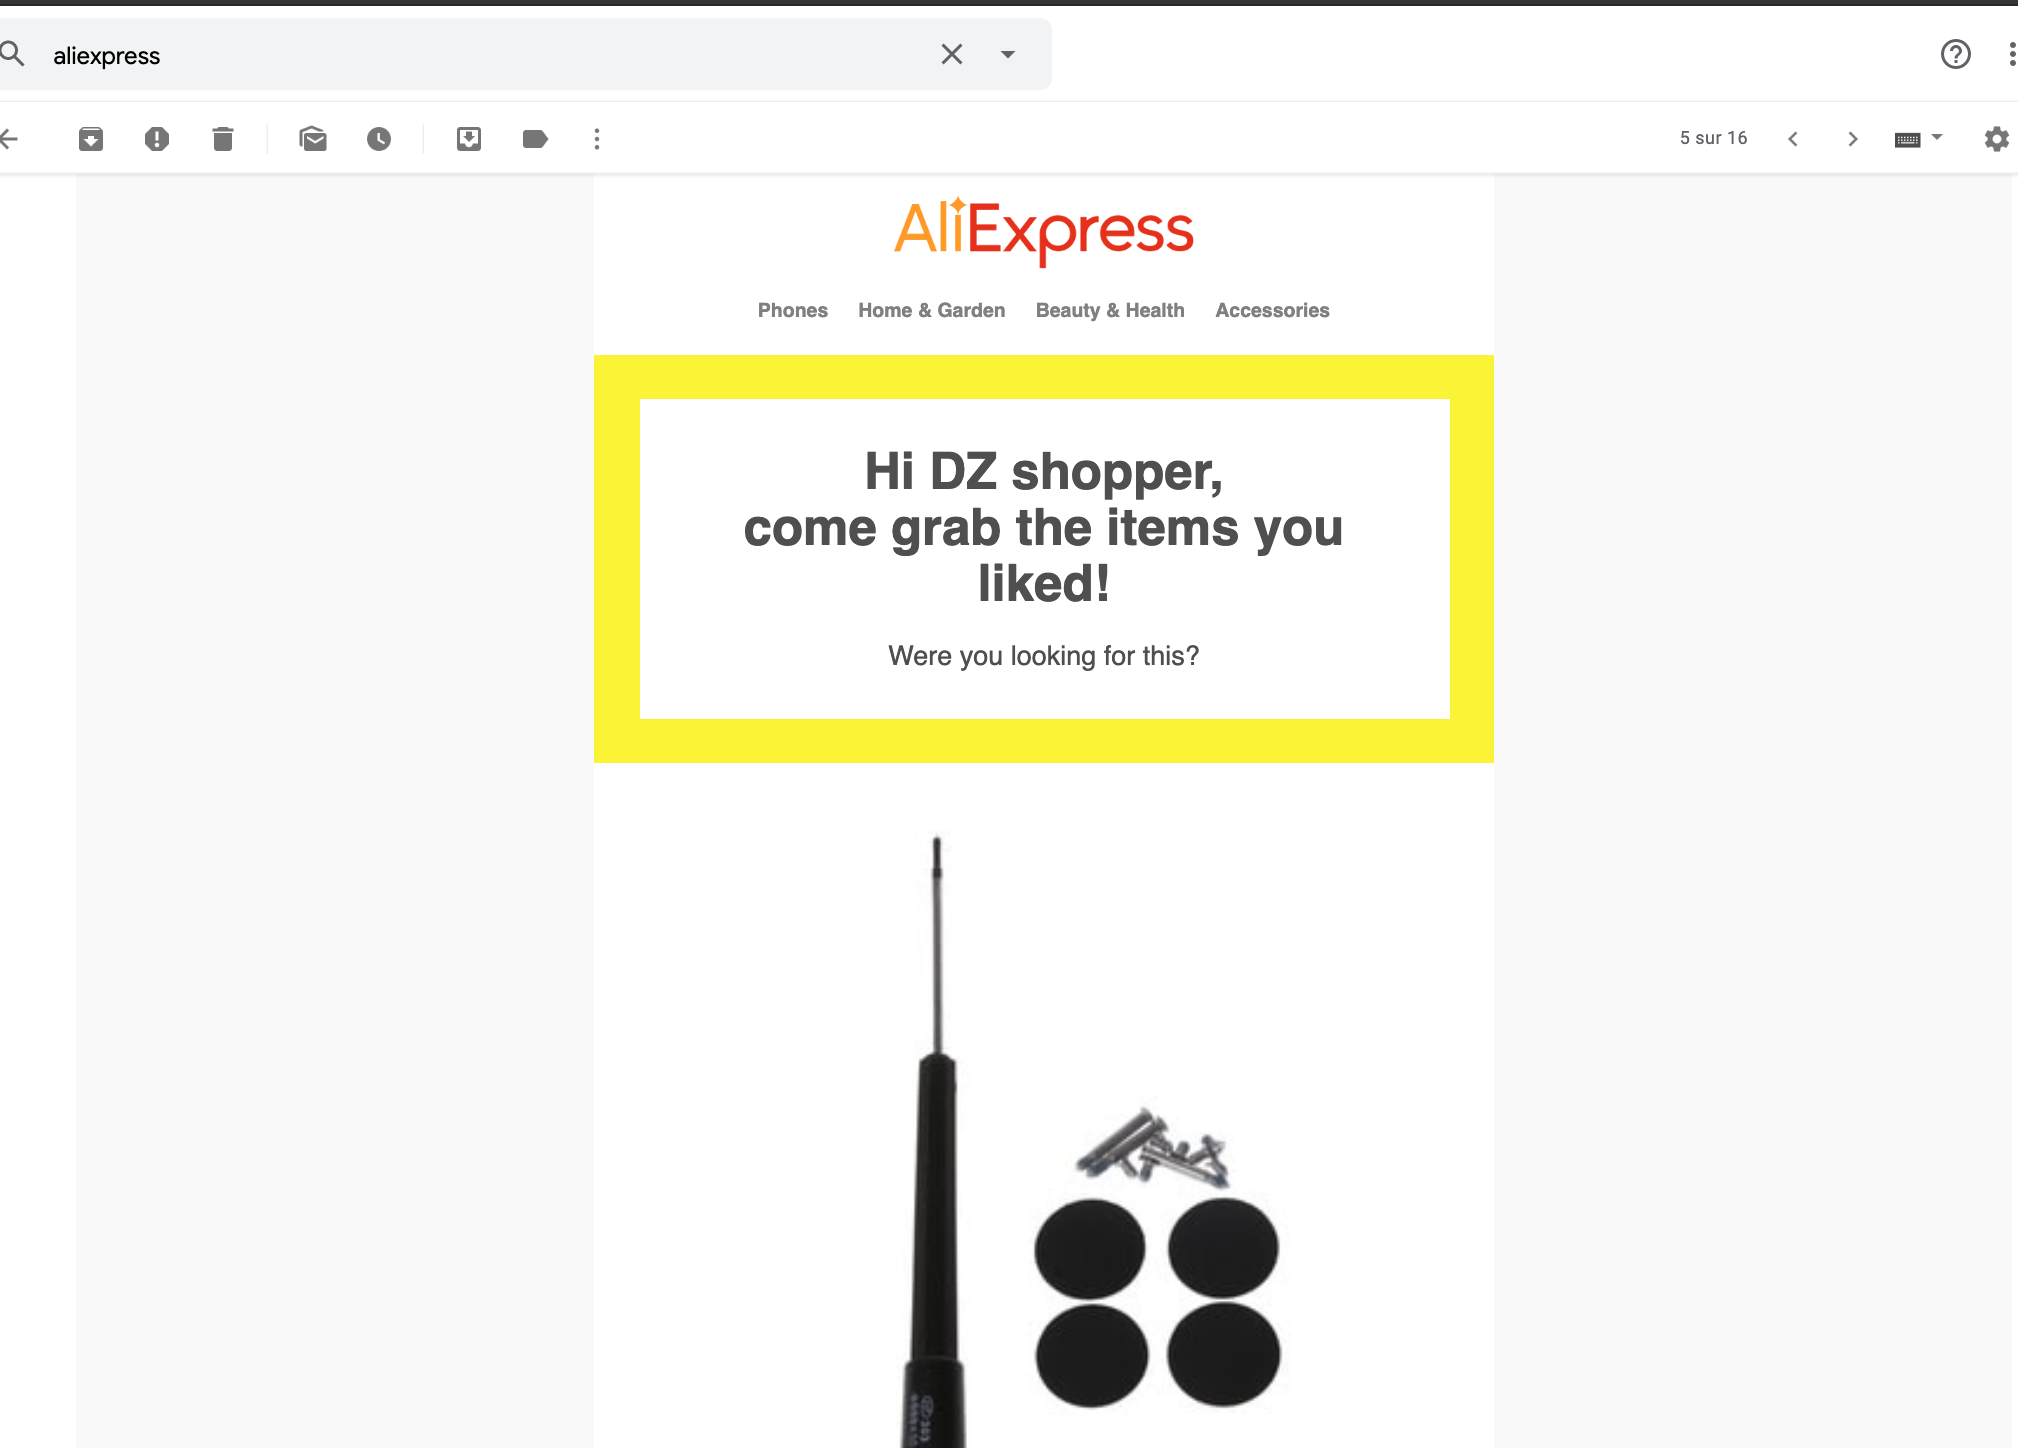 aliexpress
5 sur 16
AliExpress
Phones Home & Garden Beauty & Health Accessories
Hi DZ shopper,
come grab the items you
liked!
Were you looking for this?